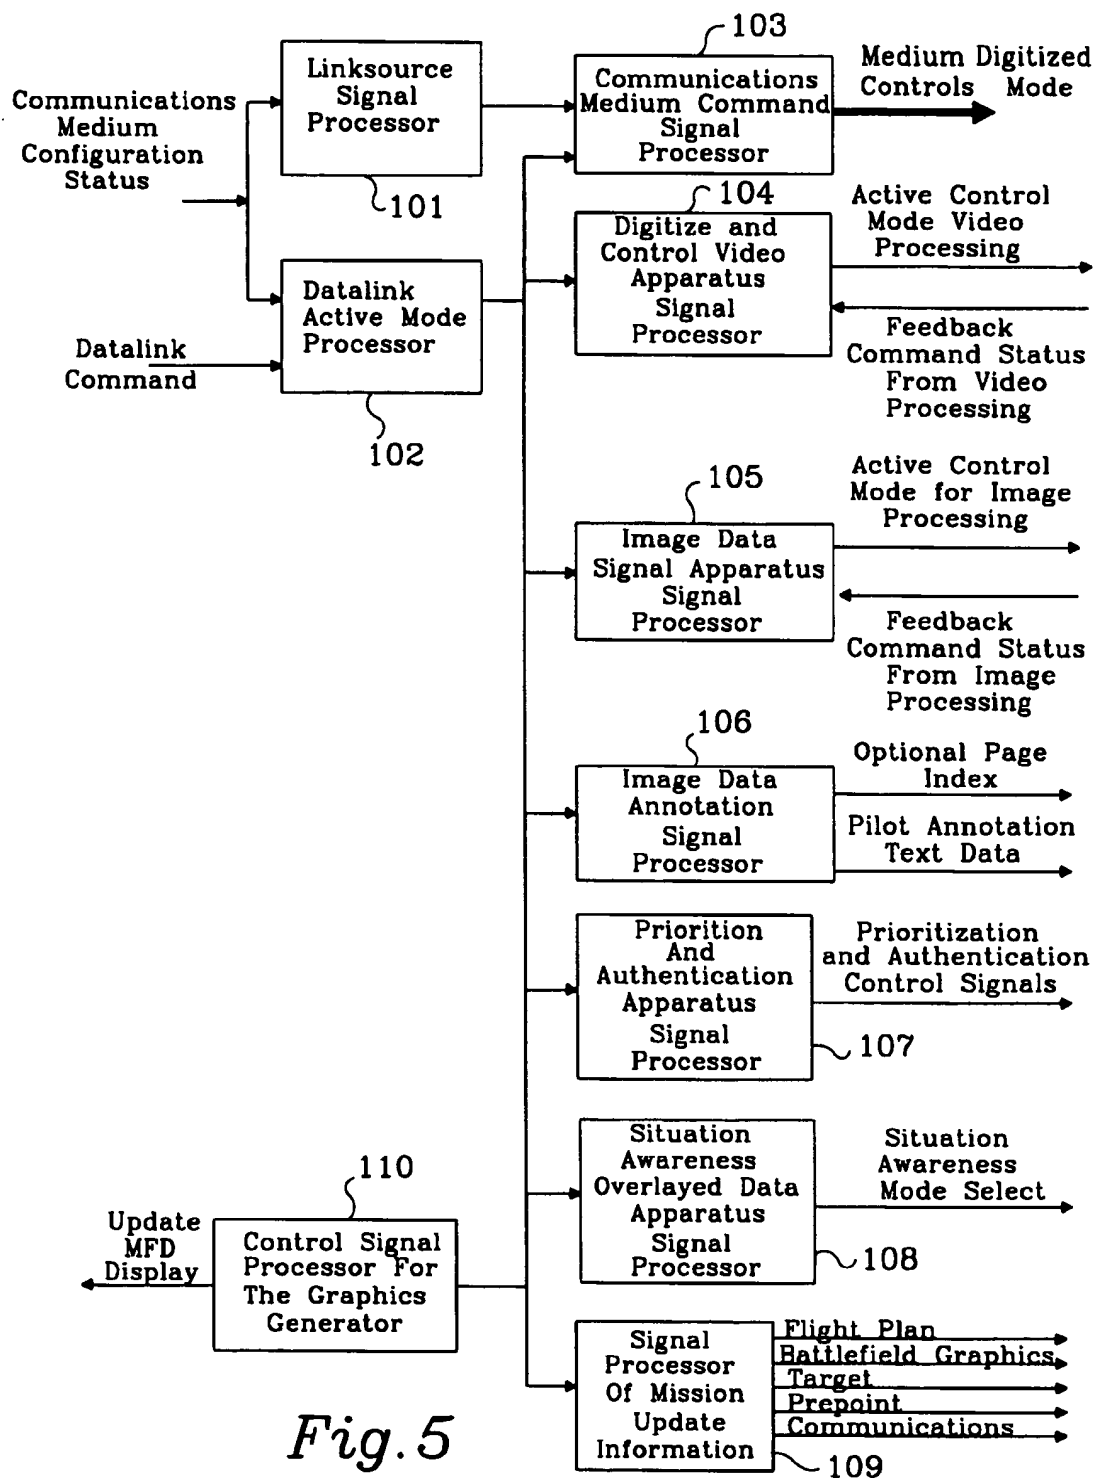 103
Linksource
Signal
Processor
Communications
Medium Command
Signal
Processor
Medium Digitized
Controls Mode
Communications
Medium
Configuration
Status
101
104
Digitize and
Control Video
Apparatus
Signal
Processor
Active Control
Mode Video
Processing
Datalink
Active Mode
Processor
Datalink
Command
Feedback
Command Status
From Video
Processing
102
105
Active Control
Mode for Image
Processing
Image Data
Signal Apparatus
Signal
Processor
Feedback
Command Status
From Image
Processing
106
Image Data
Annotation
Signal
Processor
Optional Page
Index
Pilot Annotation
Text Data
Priorition
And
Authentication
Apparatus
Signal
Processor
Prioritization
and Authentication
Control Signals
107
Situation
Awareness
Overlayed Data
Apparatus
Signal
Processor
Situation
Awareness
Mode Select
108
110
Update
MFD
Display
Control Signal
Processor For
The Graphics
Generator
Signal
Processor
Of Mission
Update
Information
Flight Plan
Battlefield Graphics
Target
Prepoint
Communications
109
Fig. 5